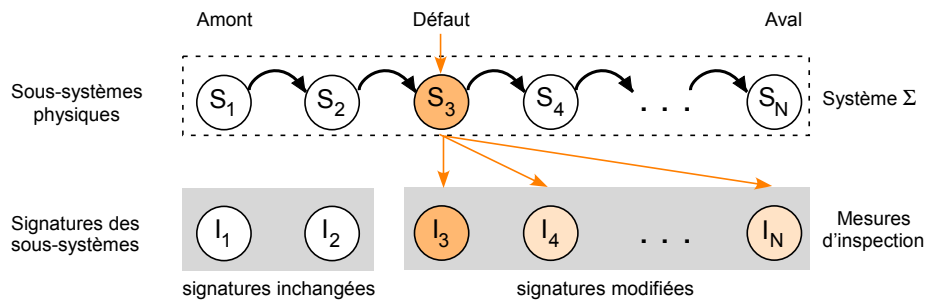 Amont Défaut Aval
Sous-systèmes
physiques
S1 S2 S3 S4 . . . SN
Système Σ
Signatures des
sous-systèmes
I1 I2 I3 I4 . . . IN
Mesures
d'inspection
signatures inchangées signatures modifiées